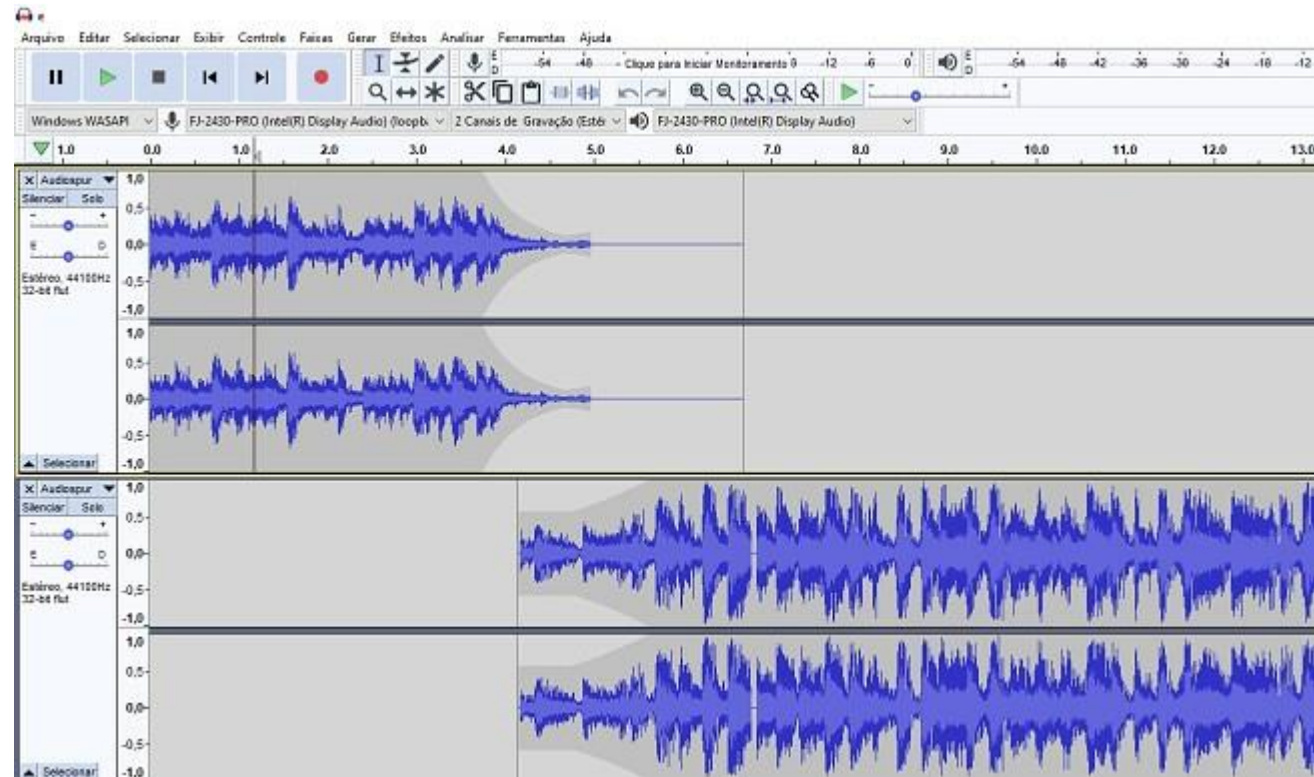 Arquivo Editar Selecionar Exibir Controle Faixas Gerar Efeitos Analisar Ferramentas Ajuda
E D -54 -48 - Clique para Iniciar Monitoramento 9 -12 -6 0 E D -54 -48 -42 -36 -30 -24 -18 -12
Windows WASAPI FJ-2430-PRO (Intel(R) Display Audio) (loopb 2 Canais de Gravação (Esté FJ-2430-PRO (Intel(R) Display Audio)
1.0 0.0 1.0 2.0 3.0 4.0 5.0 6.0 7.0 8.0 9.0 10.0 11.0 12.0 13.0
X Audioapur 1,0
Silenciar Solo
0,5
- +
E D 0,0
Estéreo, 44100Hz -0,5
32-bit flut
-1,0
1,0
0,5
0,0
-0,5
Selecionar -1,0
X Audioapur 1,0
Silenciar Solo
0,5
- +
E D 0,0
Estéreo, 44100Hz -0,5
32-bit flut
-1,0
1,0
0,5
0,0
-0,5
Selecionar -1,0